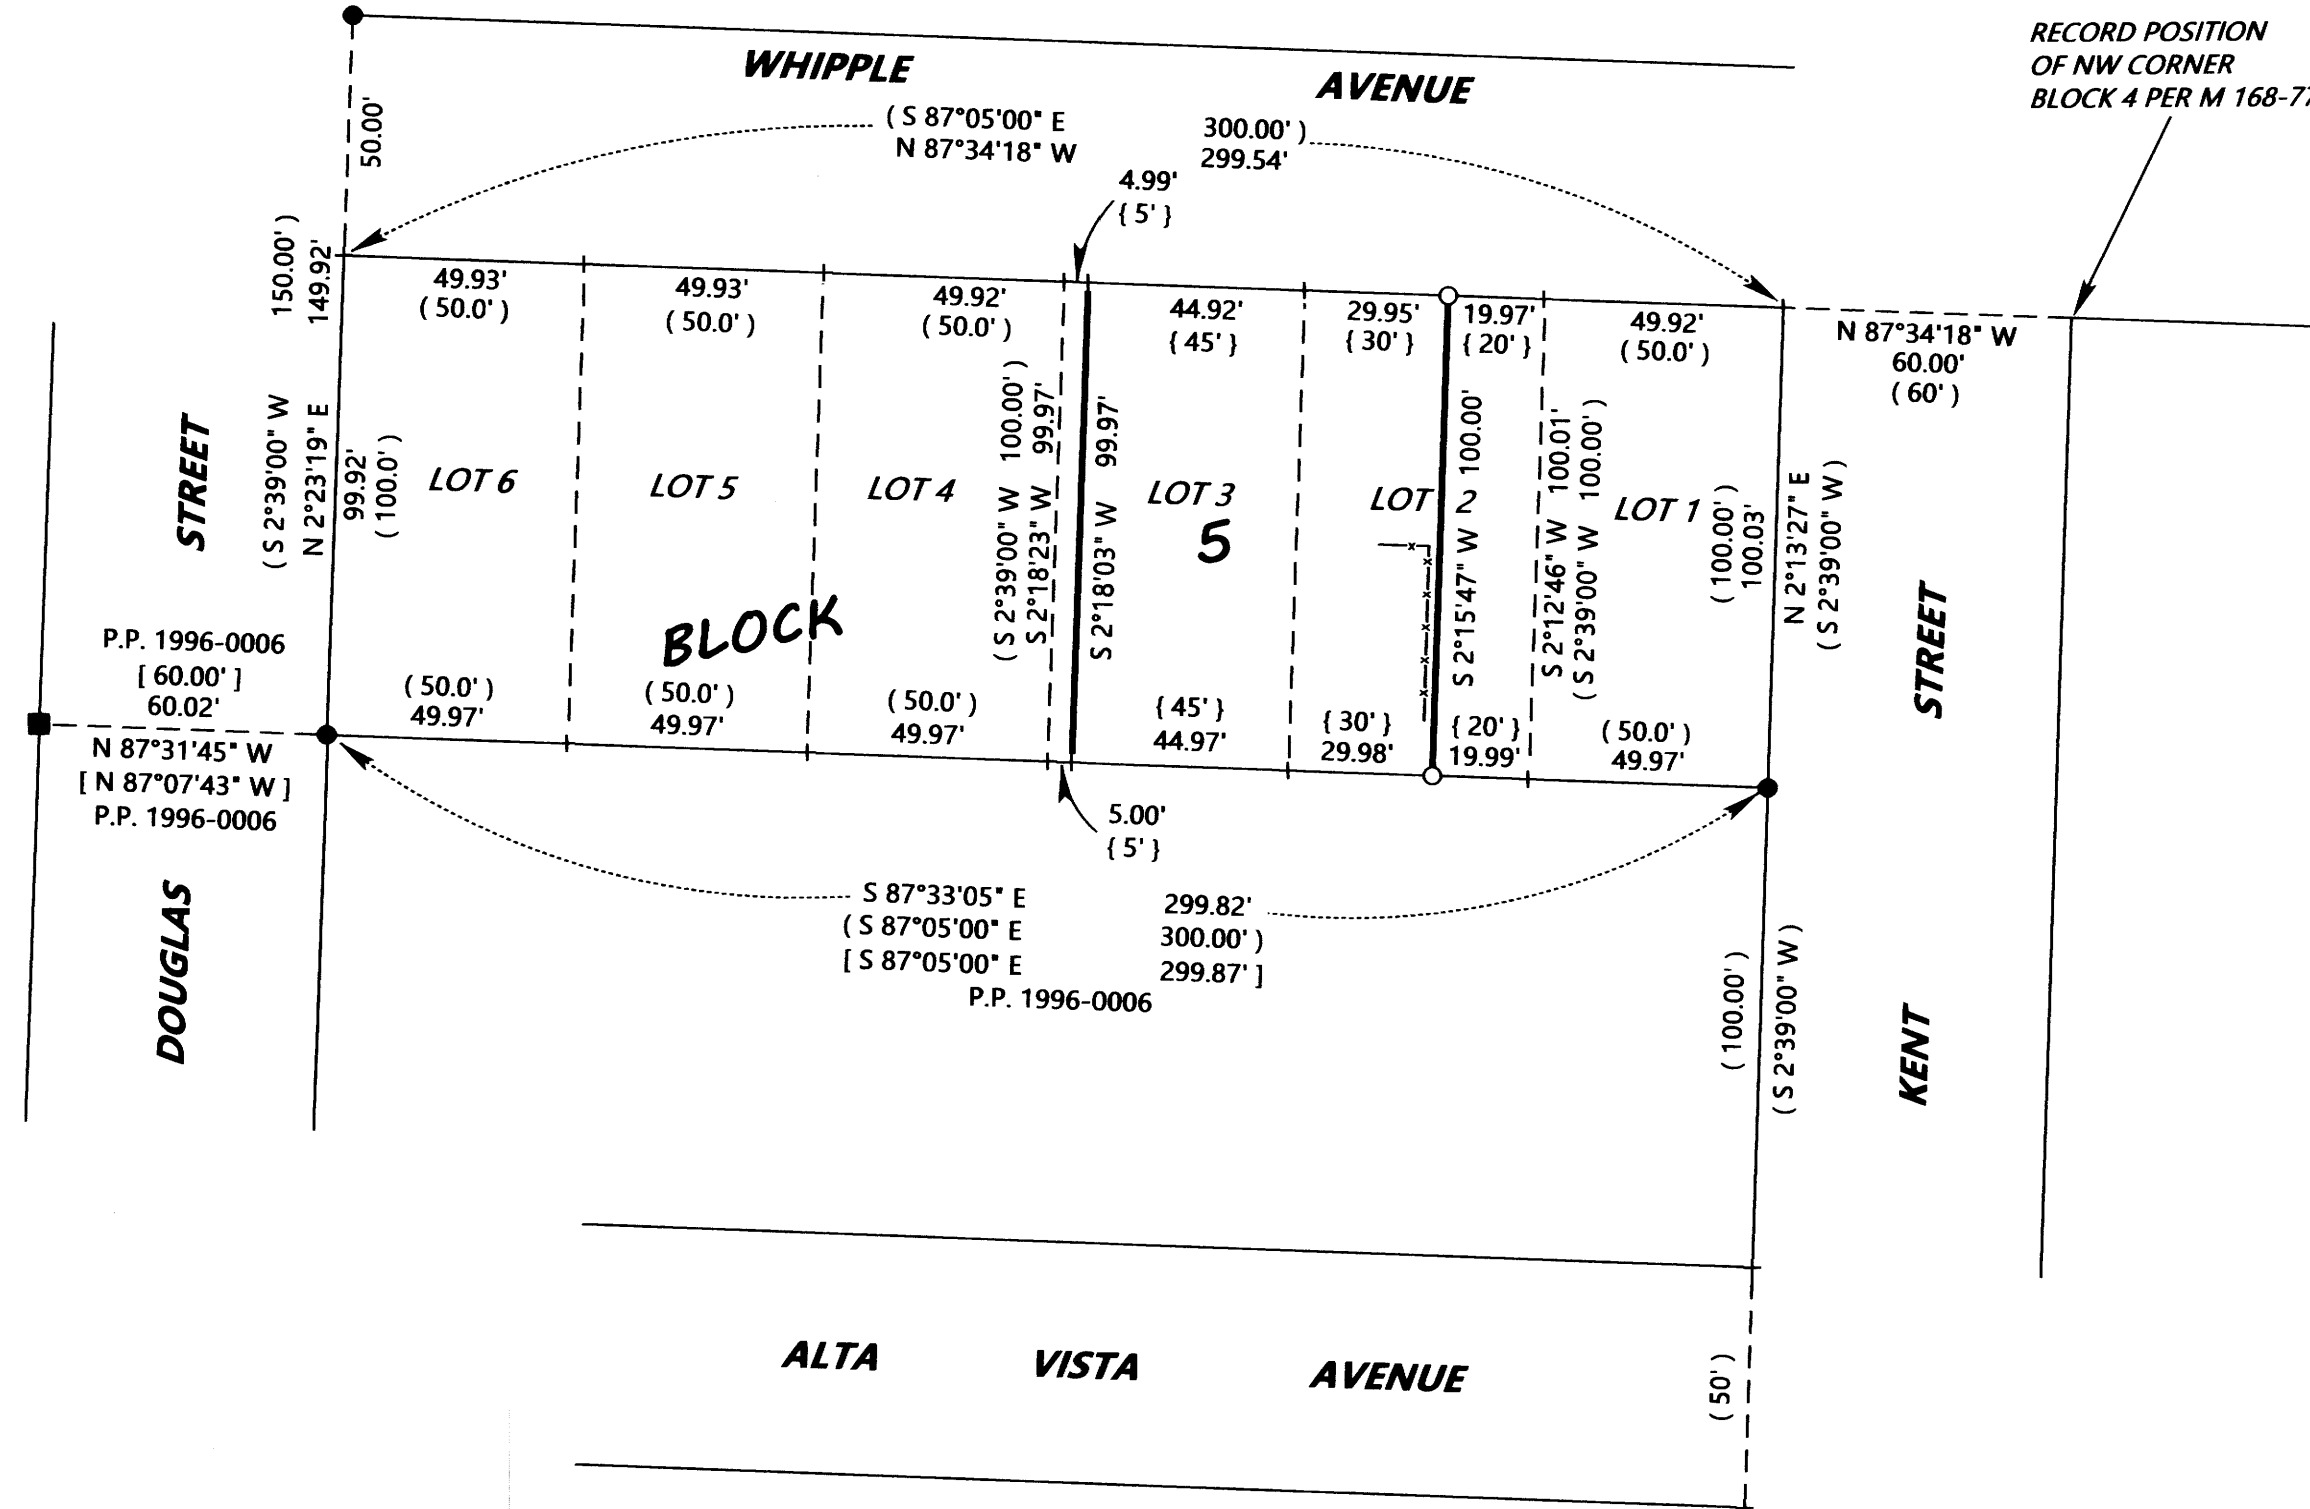 RECORD POSITION
OF NW CORNER
BLOCK 4 PER M 168-77
WHIPPLE AVENUE
50.00'
( S 87°05'00" E 300.00' )
N 87°34'18" W 299.54'
4.99'
{ 5' }
150.00' )
149.92'
49.93'
( 50.0' )
49.93'
( 50.0' )
49.92'
( 50.0' )
44.92'
{ 45' }
29.95'
{ 30' }
19.97'
{ 20' }
49.92'
( 50.0' )
N 87°34'18" W
60.00'
( 60' )
STREET
( S 2°39'00" W
N 2°23'19" E
99.92'
( 100.0' )
LOT 6
LOT 5
LOT 4
( S 2°39'00" W 100.00' )
S 2°18'23" W 99.97'
S 2°18'03" W 99.97'
LOT 3
5
LOT 2
S 2°15'47" W 100.00'
S 2°12'46" W 100.01'
( S 2°39'00" W 100.00' )
LOT 1
( 100.00' )
100.03'
N 2°13'27" E
( S 2°39'00" W )
STREET
BLOCK
P.P. 1996-0006
[ 60.00' ]
60.02'
N 87°31'45" W
[ N 87°07'43" W ]
P.P. 1996-0006
( 50.0' )
49.97'
( 50.0' )
49.97'
( 50.0' )
49.97'
{ 45' }
44.97'
{ 30' }
29.98'
{ 20' }
19.99'
( 50.0' )
49.97'
5.00'
{ 5' }
S 87°33'05" E 299.82'
( S 87°05'00" E 300.00' )
[ S 87°05'00" E 299.87' ]
P.P. 1996-0006
DOUGLAS
( 100.00' )
( S 2°39'00" W )
KENT
ALTA VISTA AVENUE
( 50' )